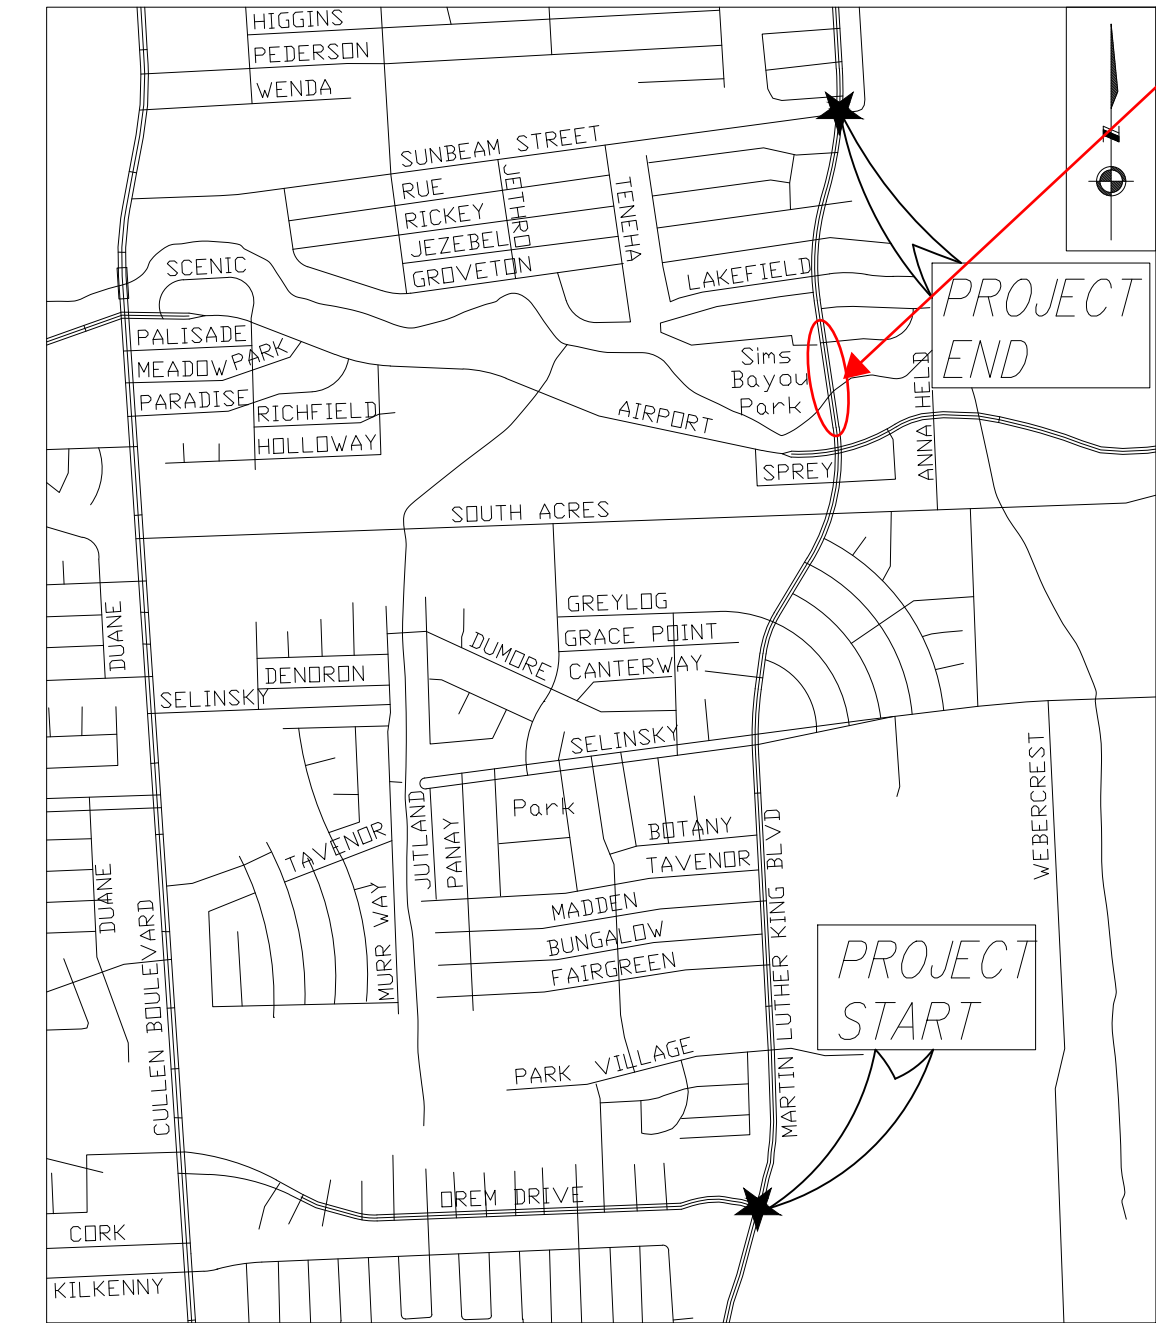 HIGGINS
PEDERSON
WENDA
SUNBEAM STREET
RUE
RICKEY
JEZEBEL
GROVETON
JETHRO
TENEHA
N
SCENIC
LAKEFIELD
PROJECT
END
PALISADE
MEADOW PARK
PARADISE
RICHFIELD
HOLLOWAY
Sims
Bayou
Park
AIRPORT
ANNA HELD
SPREY
SOUTH ACRES
DUANE
GREYLOG
GRACE POINT
CANTERWAY
DUMORE
DENORON
SELINSKY
SELINSKY
WEBERCREST
Park
JUTLAND
PANAY
BOTANY
TAVENOR
TAVENOR
MADDEN
BUNGALOW
FAIRGREEN
DUANE
MURR WAY
CULLEN BOULEVARD
MARTIN LUTHER KING BLVD
PROJECT
START
PARK VILLAGE
OREM DRIVE
CORK
KILKENNY